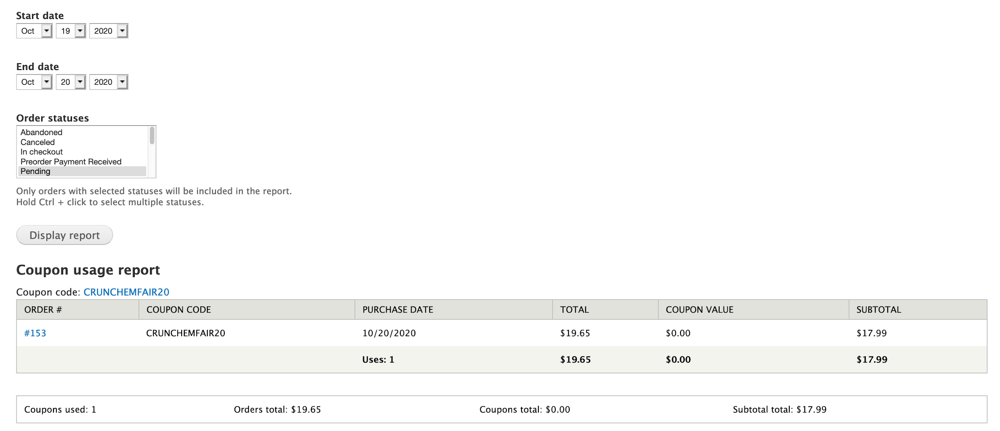 Start date
Oct 19 2020
End date
Oct 20 2020
Order statuses
Abandoned
Canceled
In checkout
Preorder Payment Received
Pending
Only orders with selected statuses will be included in the report.
Hold Ctrl + click to select multiple statuses.
Display report
Coupon usage report
Coupon code: CRUNCHEMFAIR20
ORDER # COUPON CODE PURCHASE DATE TOTAL COUPON VALUE SUBTOTAL
#153 CRUNCHEMFAIR20 10/20/2020 $19.65 $0.00 $17.99
Uses: 1 $19.65 $0.00 $17.99
Coupons used: 1 Orders total: $19.65 Coupons total: $0.00 Subtotal total: $17.99